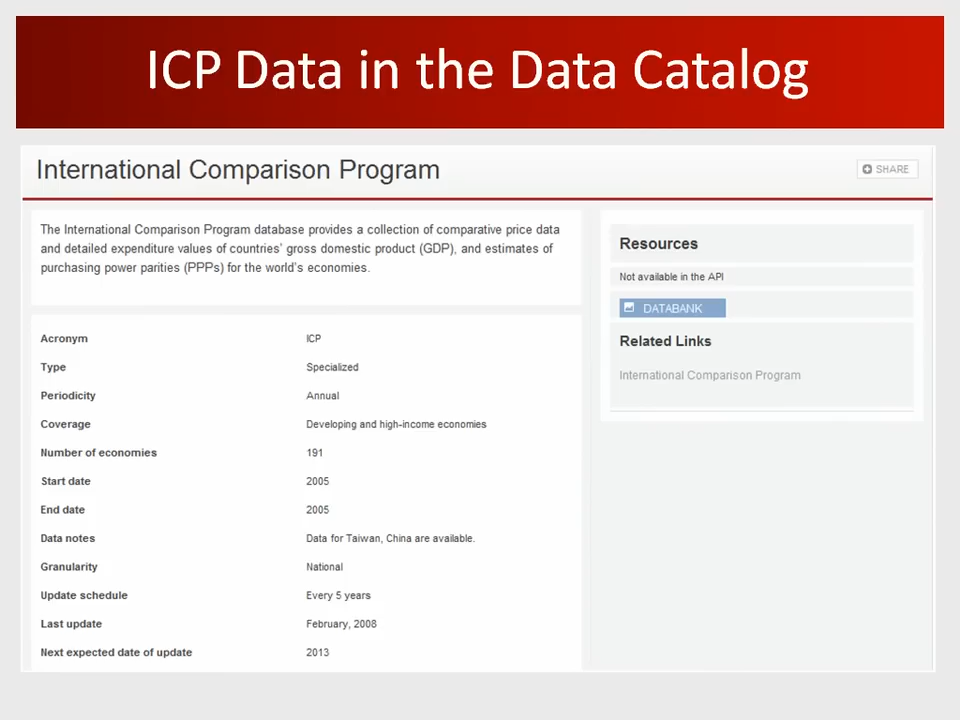 ICP Data in the Data Catalog
International Comparison Program
SHARE
The International Comparison Program database provides a collection of comparative price data
and detailed expenditure values of countries' gross domestic product (GDP), and estimates of
purchasing power parities (PPPs) for the world's economies.
Acronym ICP
Type Specialized
Periodicity Annual
Coverage Developing and high-income economies
Number of economies 191
Start date 2005
End date 2005
Data notes Data for Taiwan, China are available.
Granularity National
Update schedule Every 5 years
Last update February, 2008
Next expected date of update 2013
Resources
Not available in the API
DATABANK
Related Links
International Comparison Program